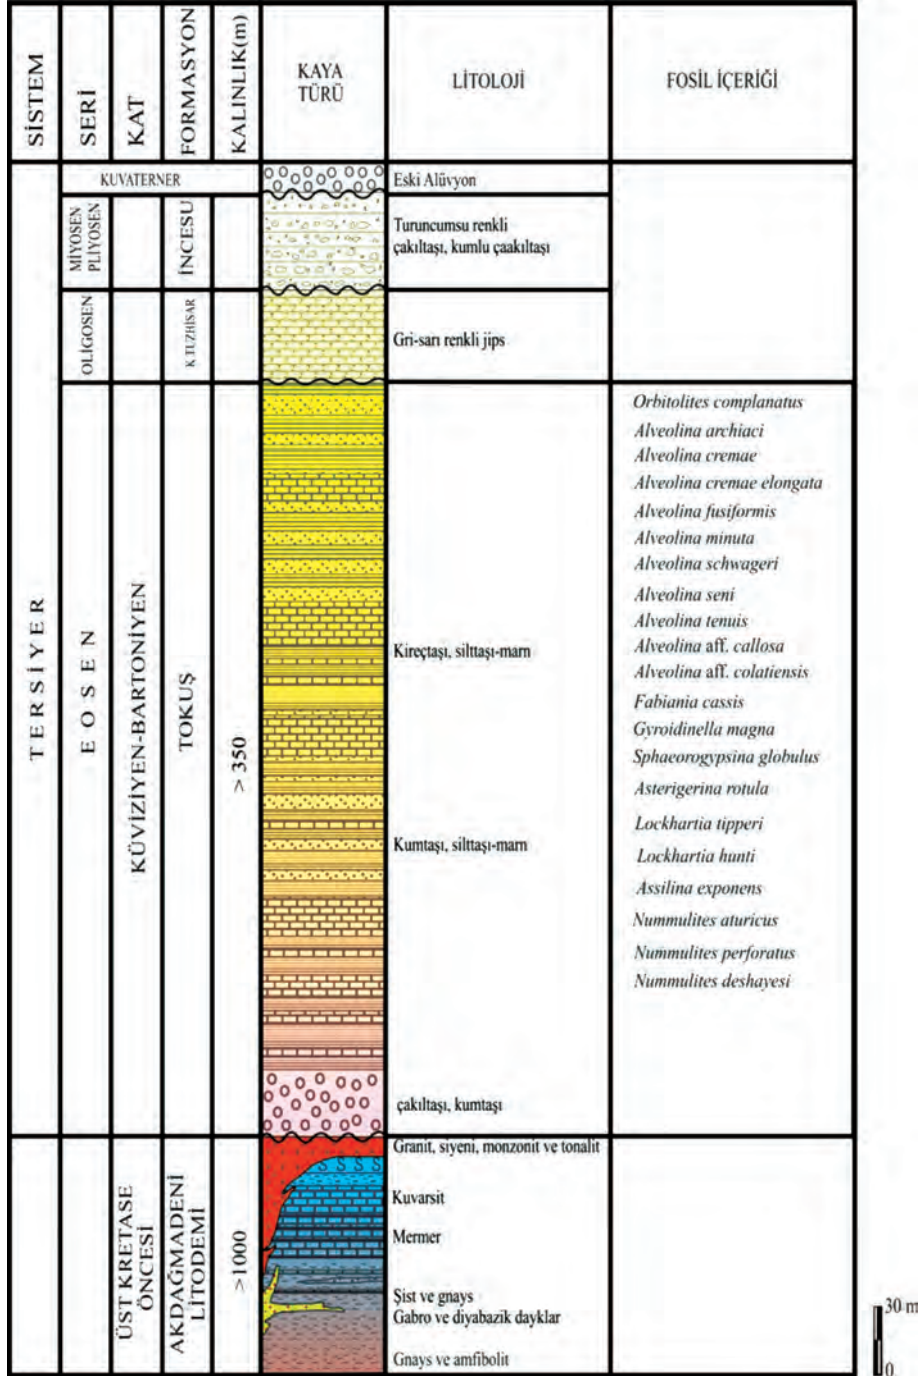 SİSTEM
SERİ
KAT
FORMASYON
KALINLIK(m)
KAYA
TÜRÜ
LİTOLOJİ
FOSİL İÇERİĞİ
KUVATERNER
Eski Alüvyon
MİYOSEN
PLİYOSEN
İNCESU
Turuncumsu renkli
çakıltaşı, kumlu çaakıltaşı
OLİGOSEN
K.TUZHİSAR
Gri-sarı renkli jips
TERSİYER
EOSEN
KÜVİZİYEN-BARTONİYEN
TOKUŞ
> 350
Kireçtaşı, silttaşı-marn
Kumtaşı, silttaşı-marn
çakıltaşı, kumtaşı
Orbitolites complanatus
Alveolina archiaci
Alveolina cremae
Alveolina cremae elongata
Alveolina fusiformis
Alveolina minuta
Alveolina schwageri
Alveolina seni
Alveolina tenuis
Alveolina aff. callosa
Alveolina aff. colatiensis
Fabiania cassis
Gyroidinella magna
Sphaerogypsina globulus
Asterigerina rotula
Lockhartia tipperi
Lockhartia hunti
Assilina exponens
Nummulites aturicus
Nummulites perforatus
Nummulites deshayesi
ÜST KRETASE
ÖNCESİ
AKDAĞMADENİ
LİTODEMİ
>1000
Granit, siyeni, monzonit ve tonalit
Kuvarsit
Mermer
Şist ve gnays
Gabro ve diyabazik dayklar
Gnays ve amfibolit
30 m
0